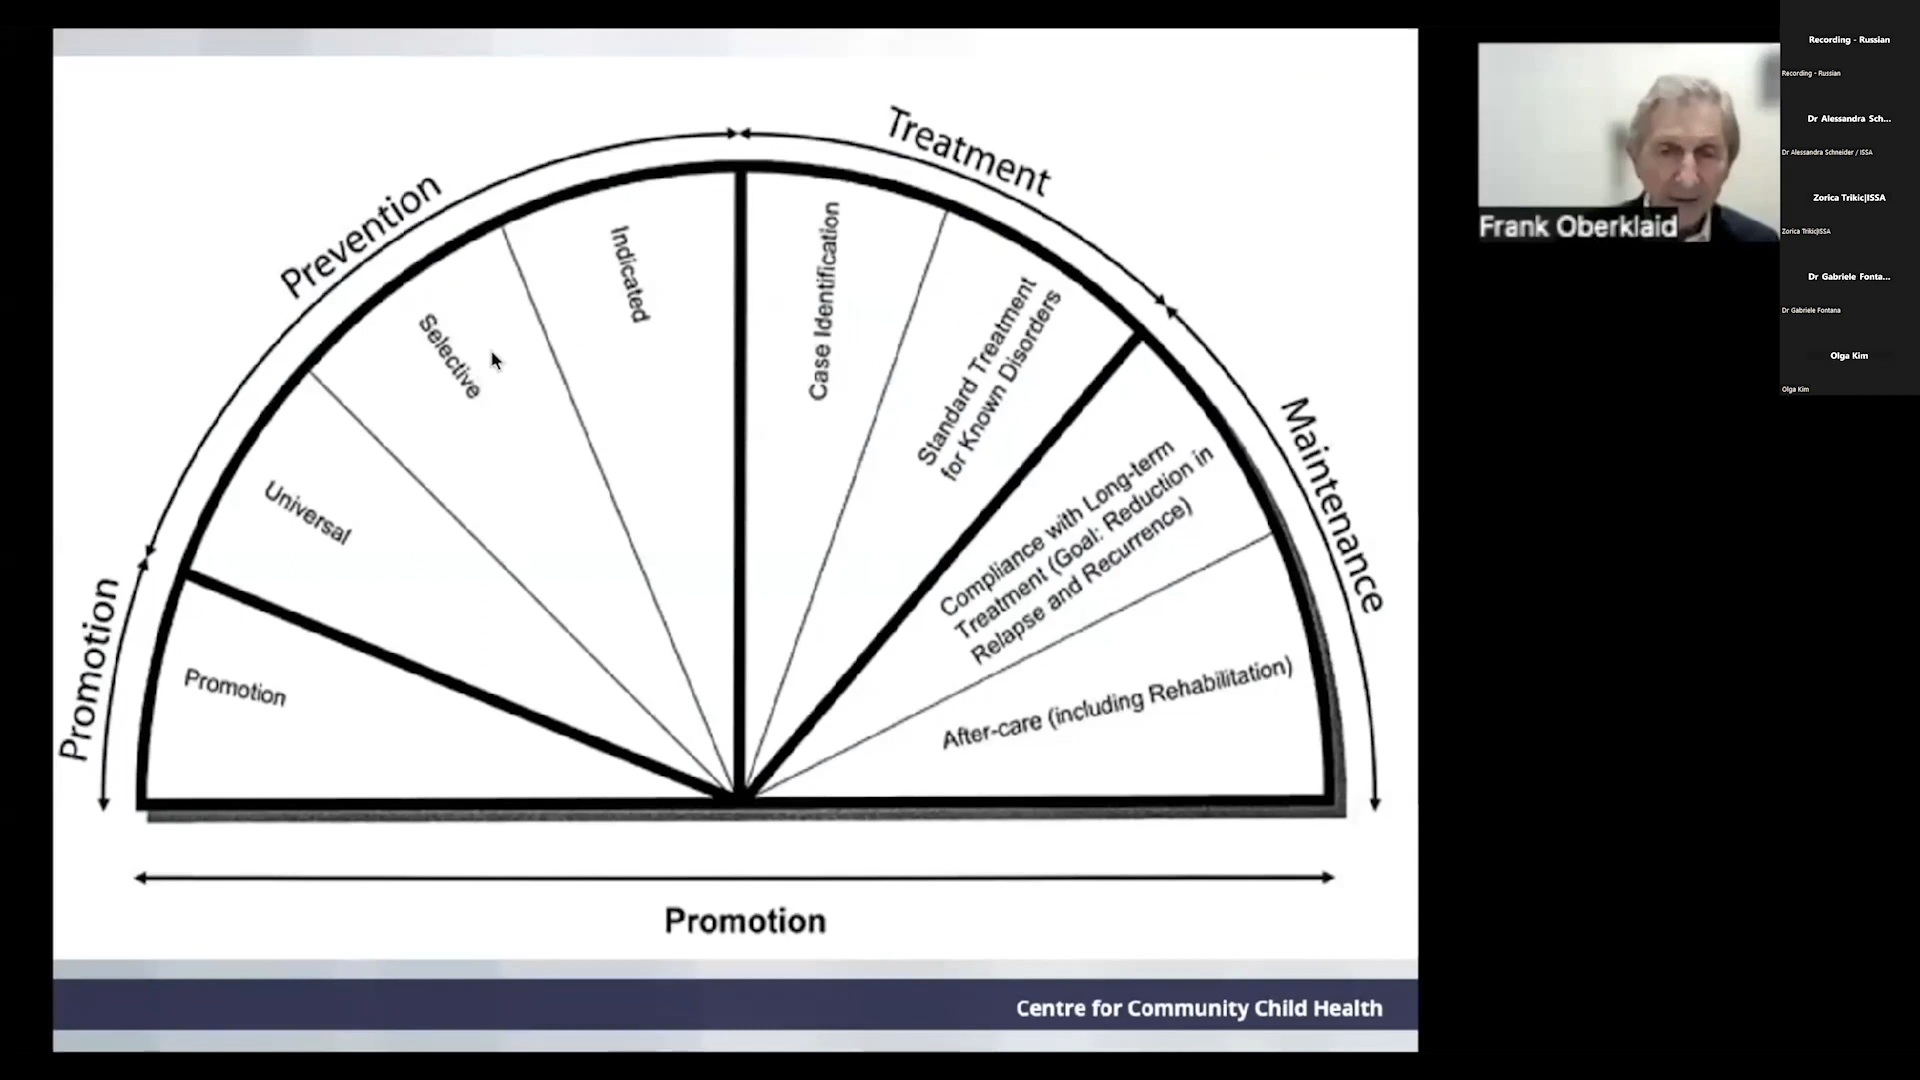 Treatment
Prevention
Maintenance
Promotion
Promotion
Universal
Selective
Indicated
Case Identification
Standard Treatment
for Known Disorders
Compliance with Long-term
Treatment (Goal: Reduction in
Relapse and Recurrence)
After-care (including Rehabilitation)
Promotion
Centre for Community Child Health
Frank Oberklaid
Recording - Russian
Recording - Russian
Dr Alessandra Sch...
Dr Alessandra Schneider / ISSA
Zorica Trikic|ISSA
Zorica Trikic|ISSA
Dr Gabriele Fonta...
Dr Gabriele Fontana
Olga Kim
Olga Kim